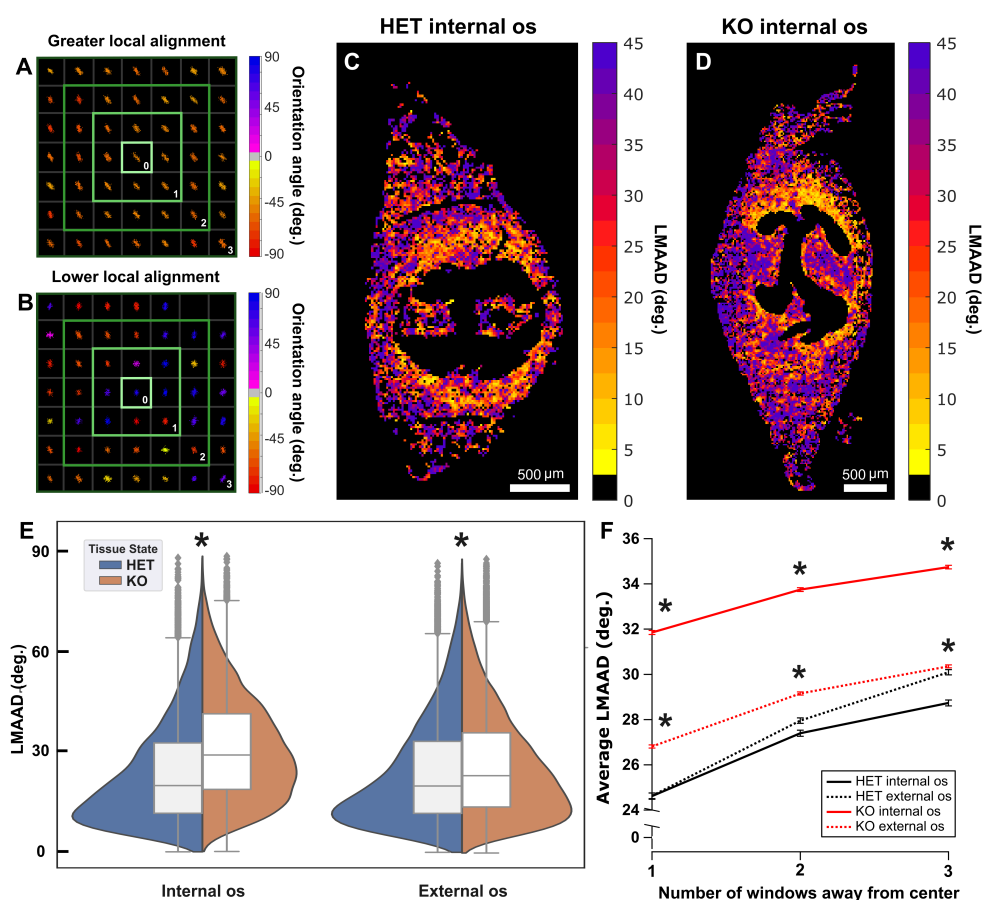 HET internal os
KO internal os
Greater local alignment
A
0
1
2
3
90
45
0
-45
-90
Orientation angle (deg.)
Lower local alignment
B
0
1
2
3
90
45
0
-45
-90
Orientation angle (deg.)
C
500 µm
45
40
35
30
25
20
15
10
5
0
LMAAD (deg.)
D
500 µm
45
40
35
30
25
20
15
10
5
0
LMAAD (deg.)
E
Tissue State
HET
KO
*
*
90
60
30
0
LMAAD (deg.)
Internal os
External os
F
36
34
32
30
28
26
24
0
Average LMAAD (deg.)
*
*
*
*
*
*
HET internal os
HET external os
KO internal os
KO external os
1
2
3
Number of windows away from center